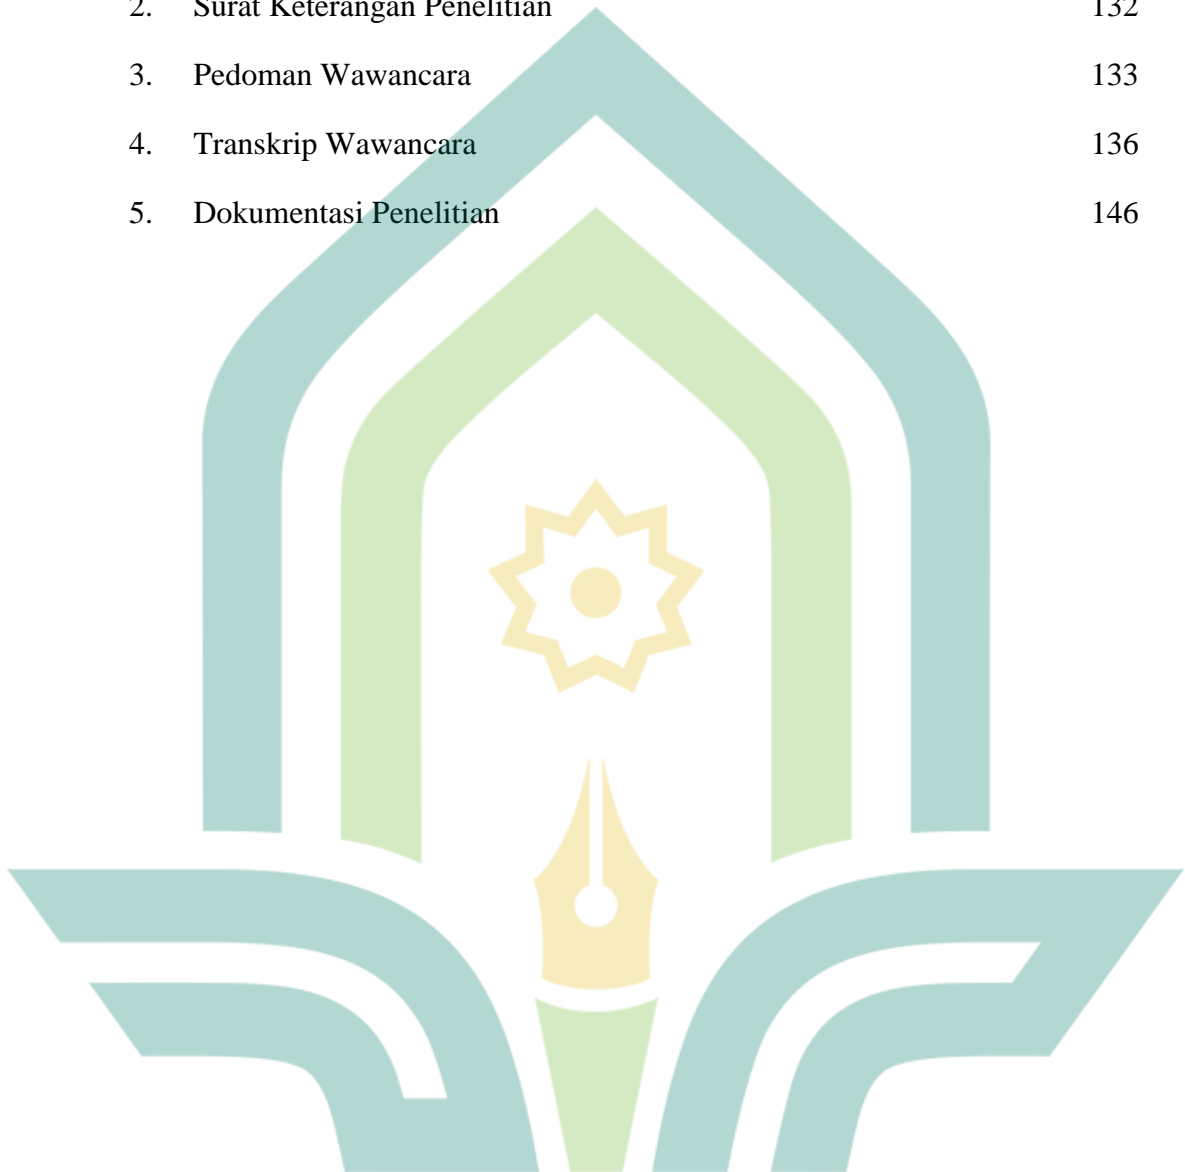 2. Surat Keterangan Penelitian 132
3. Pedoman Wawancara 133
4. Transkrip Wawancara 136
5. Dokumentasi Penelitian 146